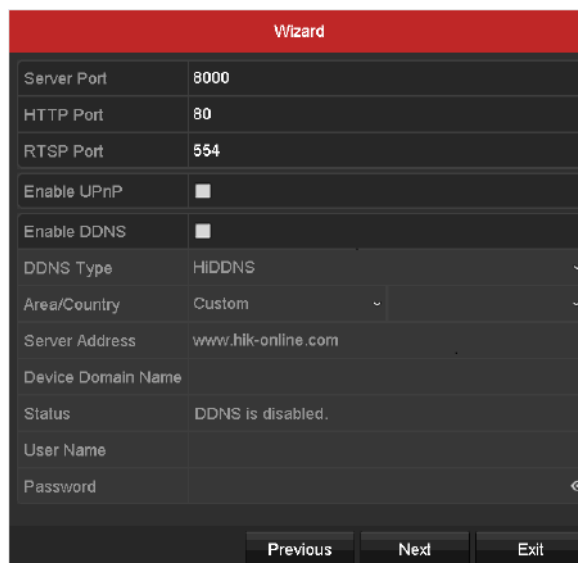 Wizard
Server Port 8000
HTTP Port 80
RTSP Port 554
Enable UPnP
Enable DDNS
DDNS Type HiDDNS
Area/Country Custom
Server Address www.hik-online.com
Device Domain Name
Status DDNS is disabled.
User Name
Password
Previous Next Exit